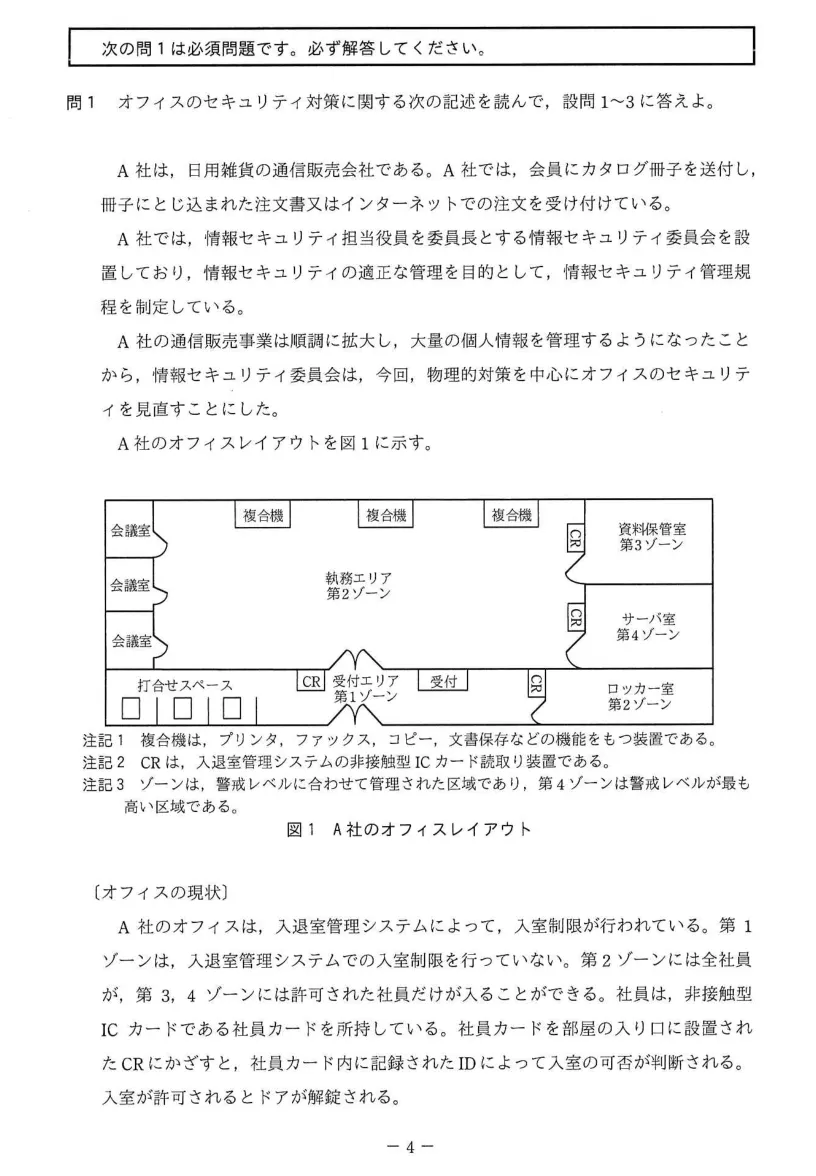 次の問1は必須問題です。必ず解答してください。
問1　オフィスのセキュリティ対策に関する次の記述を読んで，設問1～3に答えよ。
A社は，日用雑貨の通信販売会社である。A社では，会員にカタログ冊子を送付し，
冊子にとじ込まれた注文書又はインターネットでの注文を受け付けている。
A社では，情報セキュリティ担当役員を委員長とする情報セキュリティ委員会を設
置しており，情報セキュリティの適正な管理を目的として，情報セキュリティ管理規
程を制定している。
A社の通信販売事業は順調に拡大し，大量の個人情報を管理するようになったこと
から，情報セキュリティ委員会は，今回，物理的対策を中心にオフィスのセキュリテ
ィを見直すことにした。
A社のオフィスレイアウトを図1に示す。
会議室
複合機
複合機
複合機
CR
資料保管室
第3ゾーン
会議室
執務エリア
第2ゾーン
会議室
CR
サーバ室
第4ゾーン
打合せスペース
CR
受付エリア
第1ゾーン
受付
CR
ロッカー室
第2ゾーン
注記1　複合機は，プリンタ，ファックス，コピー，文書保存などの機能をもつ装置である。
注記2　CRは，入退室管理システムの非接触型ICカード読取り装置である。
注記3　ゾーンは，警戒レベルに合わせて管理された区域であり，第4ゾーンは警戒レベルが最も
高い区域である。
図1　A社のオフィスレイアウト
〔オフィスの現状〕
A社のオフィスは，入退室管理システムによって，入室制限が行われている。第1
ゾーンは，入退室管理システムでの入室制限を行っていない。第2ゾーンには全社員
が，第3，4ゾーンには許可された社員だけが入ることができる。社員は，非接触型
ICカードである社員カードを所持している。社員カードを部屋の入り口に設置され
たCRにかざすと，社員カード内に記録されたIDによって入室の可否が判断される。
入室が許可されるとドアが解錠される。
－4－